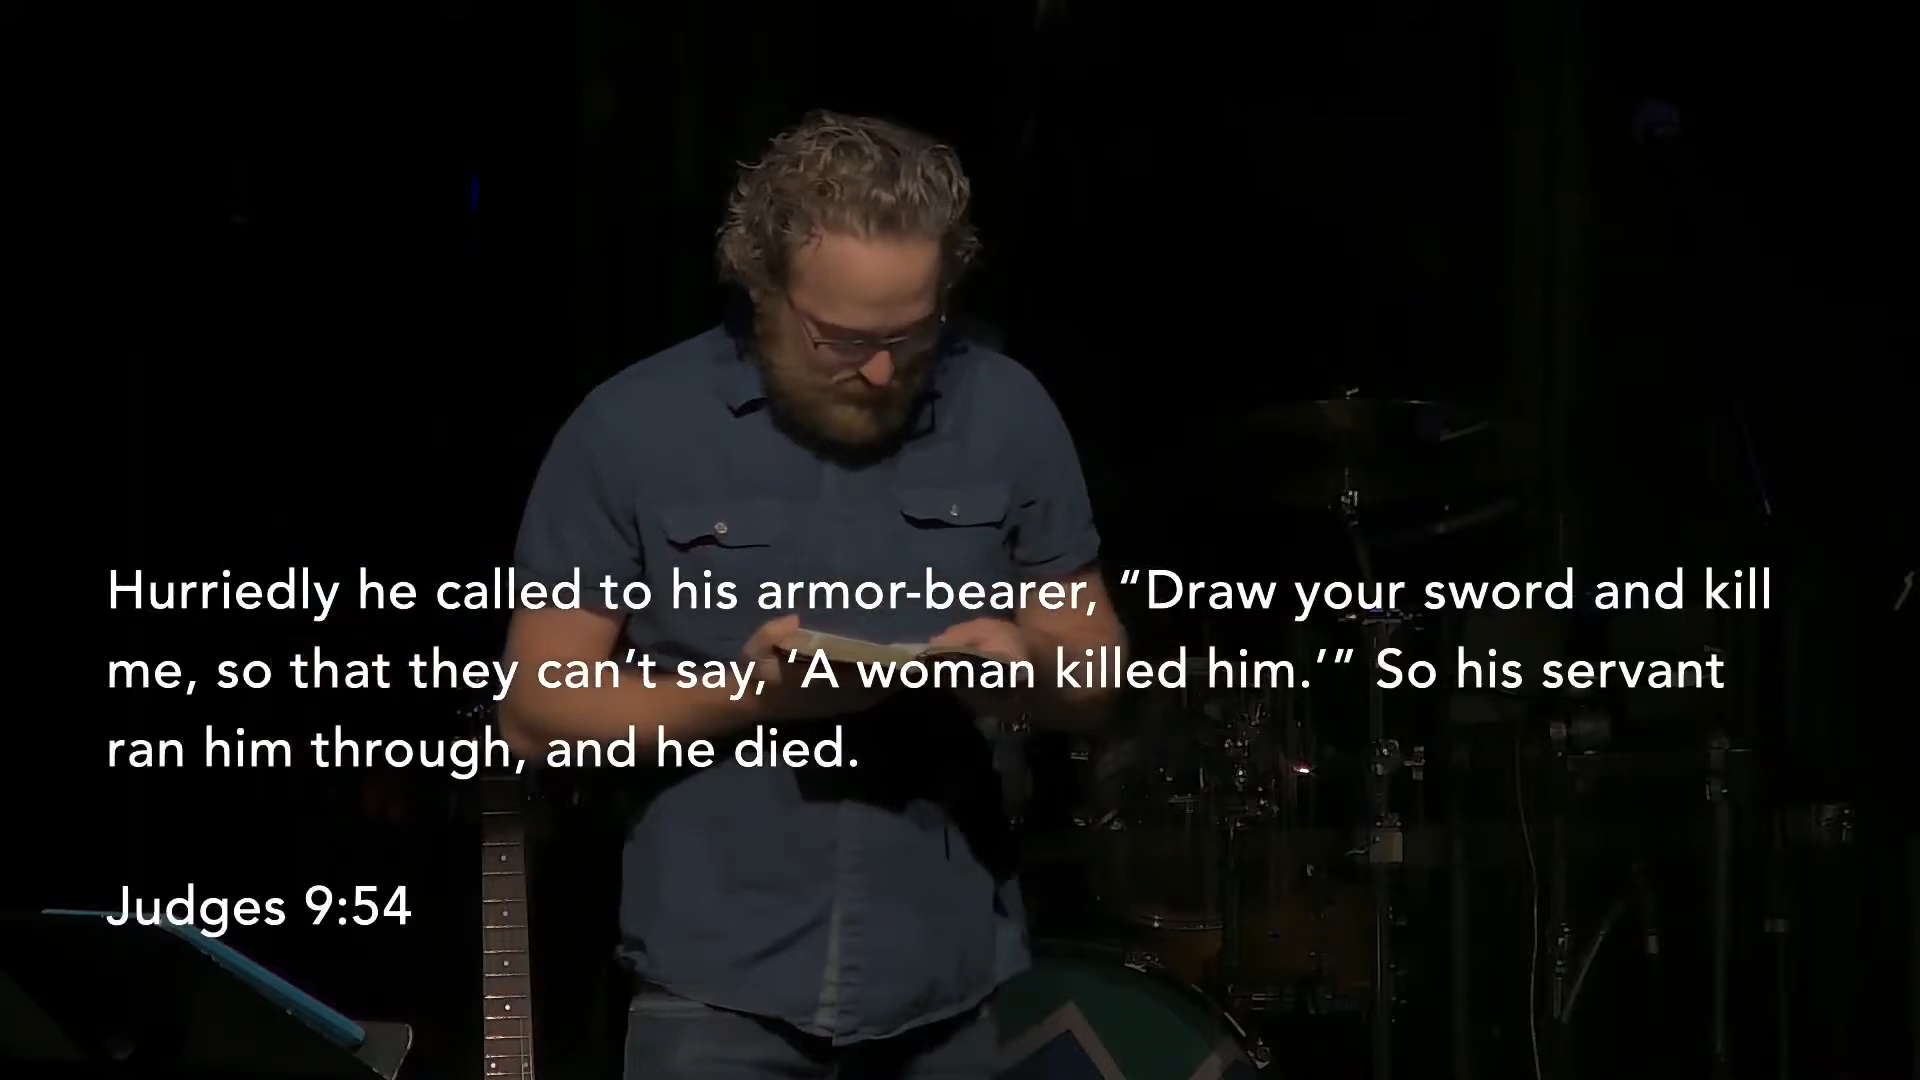 Hurriedly he called to his armor-bearer, “Draw your sword and kill
me, so that they can’t say, ‘A woman killed him.’” So his servant
ran him through, and he died.
Judges 9:54